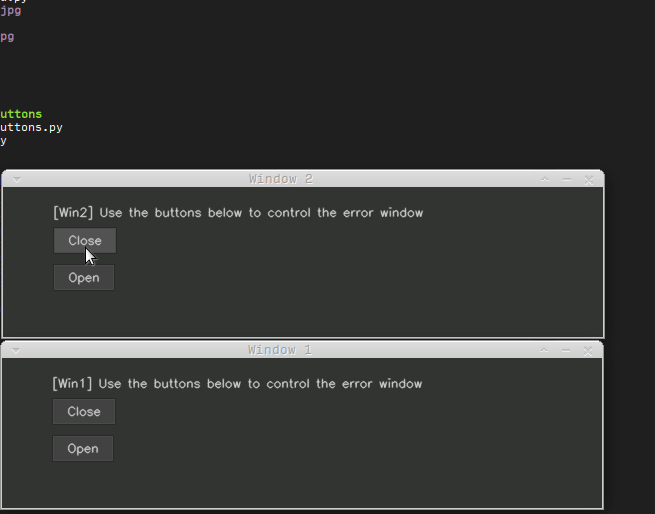 jpg
pg
uttons
uttons.py
y
Window 2
[Win2] Use the buttons below to control the error window
Close
Open
Window 1
[Win1] Use the buttons below to control the error window
Close
Open